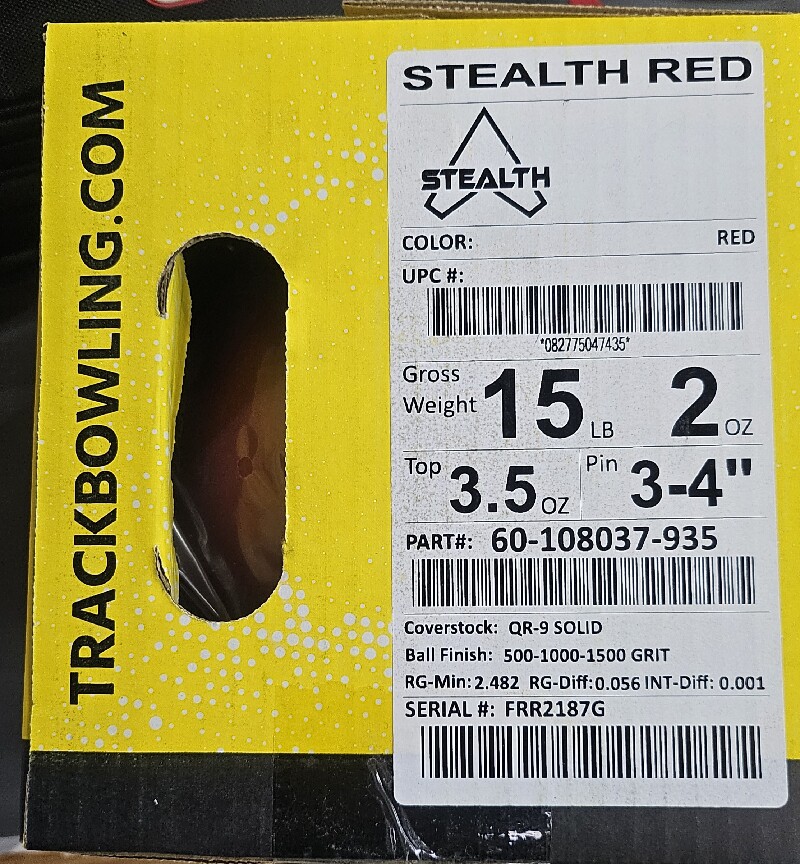 TRACKBOWLING.COM
STEALTH RED
STEALTH
COLOR: RED
UPC #:
*082775047435*
Gross Weight 15 LB 2 OZ
Top 3.5 OZ Pin 3-4"
PART#: 60-108037-935
Coverstock: QR-9 SOLID
Ball Finish: 500-1000-1500 GRIT
RG-Min: 2.482 RG-Diff: 0.056 INT-Diff: 0.001
SERIAL #: FRR2187G